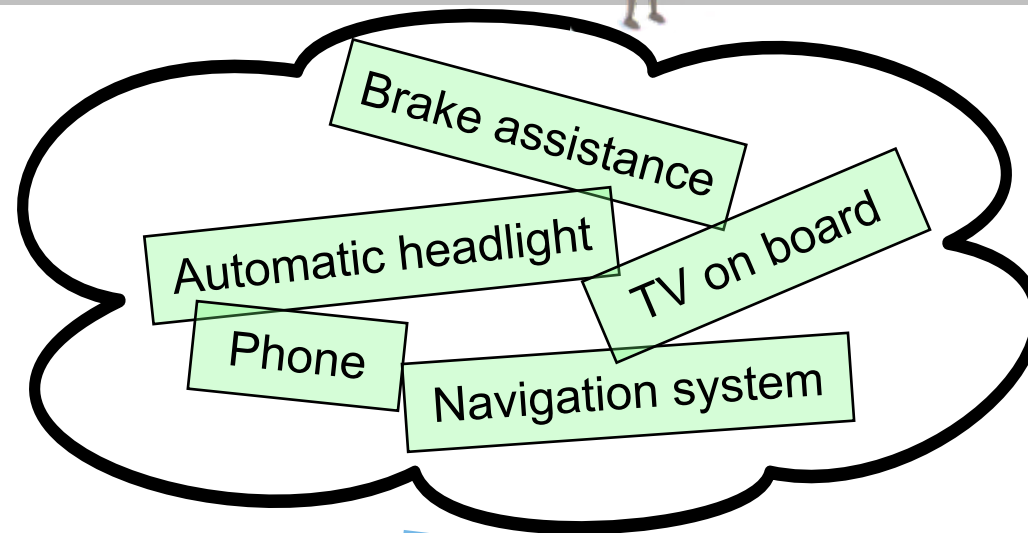 Brake assistance
Automatic headlight
TV on board
Phone
Navigation system